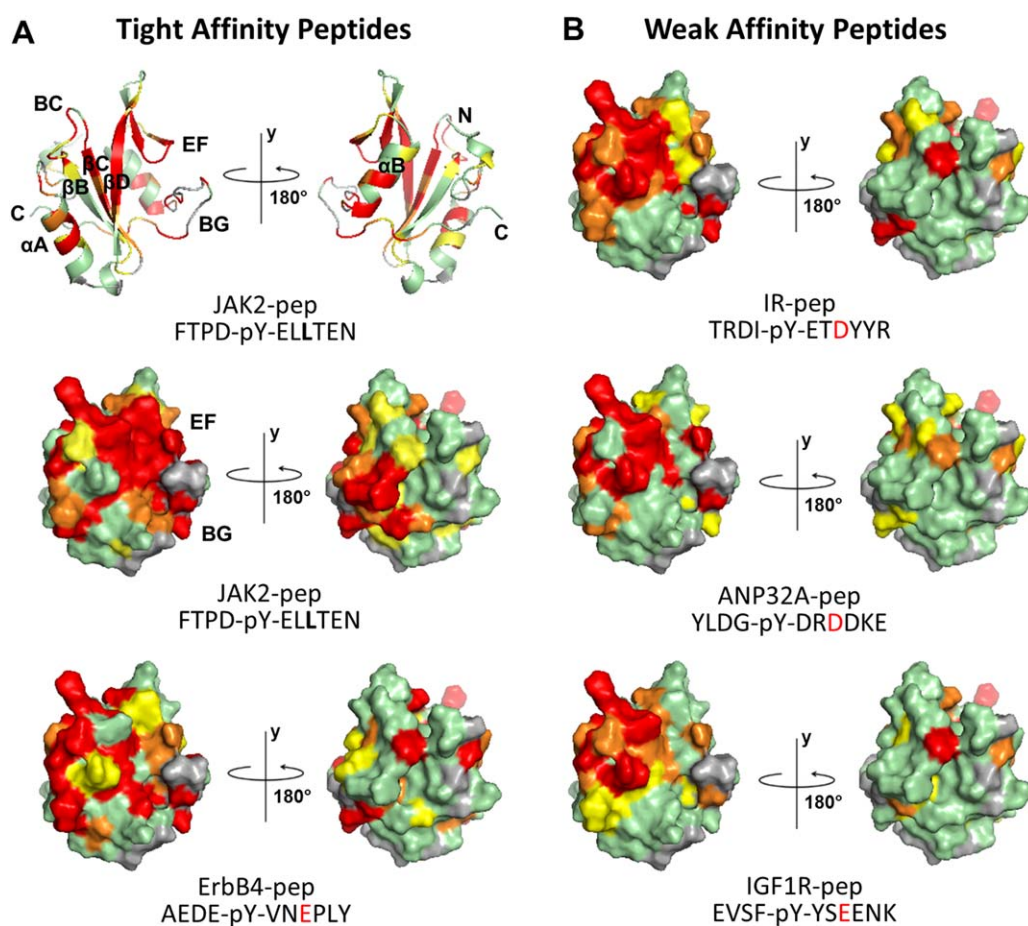 A Tight Affinity Peptides
BC
EF
βC
βB βD
C
αA
BG
y
180°
N
αB
C
JAK2-pep
FTPD-pY-ELLTEN
EF
BG
y
180°
JAK2-pep
FTPD-pY-ELLTEN
y
180°
ErbB4-pep
AEDE-pY-VNEPLY
B Weak Affinity Peptides
y
180°
IR-pep
TRDI-pY-ETDYYR
y
180°
ANP32A-pep
YLDG-pY-DRDDKE
y
180°
IGF1R-pep
EVSF-pY-YSEENK